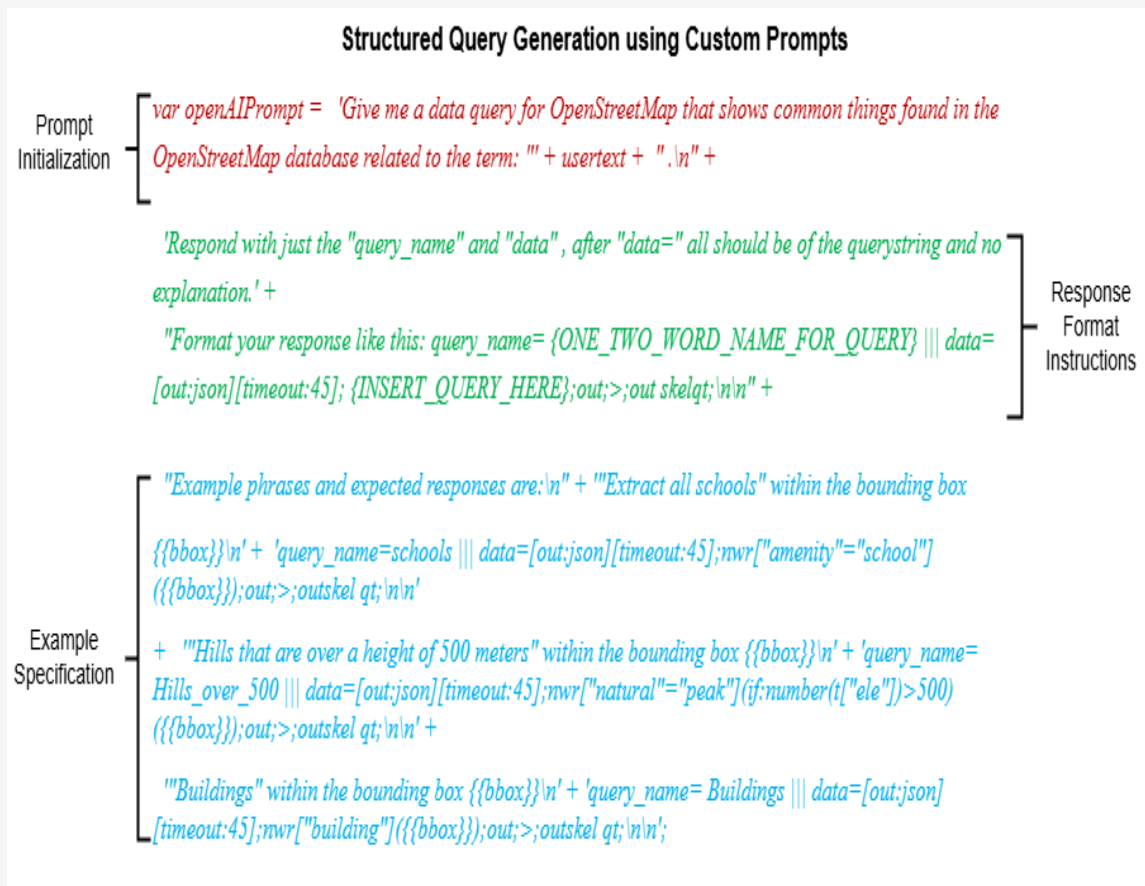 Structured Query Generation using Custom Prompts
Prompt
Initialization
var openAIPrompt = 'Give me a data query for OpenStreetMap that shows common things found in the
OpenStreetMap database related to the term: "' + usertext + " .\n" +
'Respond with just the "query_name" and "data" , after "data=" all should be of the querystring and no
explanation.' +
"Format your response like this: query_name= {ONE_TWO_WORD_NAME_FOR_QUERY} ||| data=
[out:json][timeout:45]; {INSERT_QUERY_HERE};out;>;out skelqt;\n\n" +
Response
Format
Instructions
Example
Specification
"Example phrases and expected responses are:\n" + '"Extract all schools" within the bounding box
{{bbox}}\n' + 'query_name=schools ||| data=[out:json][timeout:45];nwr["amenity"="school"]
({{bbox}});out;>;outskel qt;\n\n'
+ '"Hills that are over a height of 500 meters" within the bounding box {{bbox}}\n' + 'query_name=
Hills_over_500 ||| data=[out:json][timeout:45];nwr["natural"="peak"](if:number(t["ele"])>500)
({{bbox}});out;>;outskel qt;\n\n' +
'"Buildings" within the bounding box {{bbox}}\n' + 'query_name= Buildings ||| data=[out:json]
[timeout:45];nwr["building"]({{bbox}});out;>;outskel qt;\n\n';